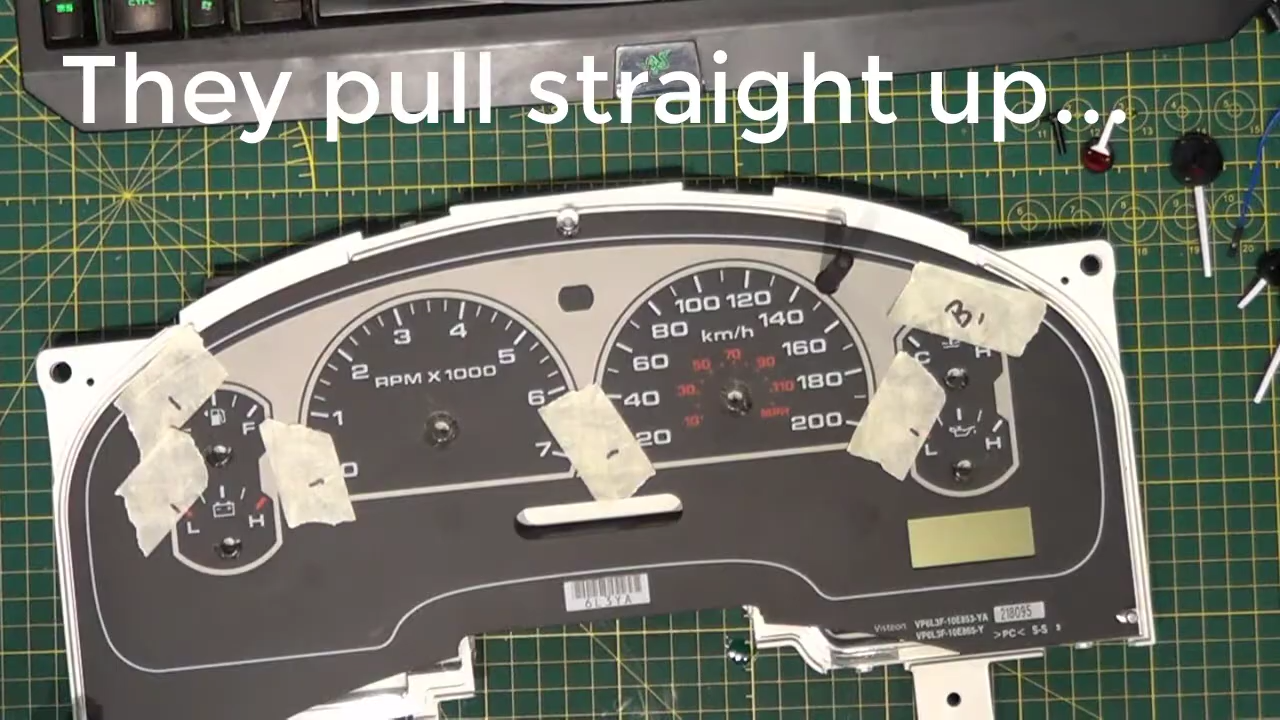 CTRL
They pull straight up...
B.
1
2
3
4
5
6
7
0
RPM X 1000
20
40
60
80
100
120
140
160
180
200
km/h
10
30
50
70
90
110
MPH
F
L
H
C
H
L
H
6L3YA
Visteon
VP6L3F-10E853-YA
218095
VP6L3F-10E855-Y
>PC< S-S